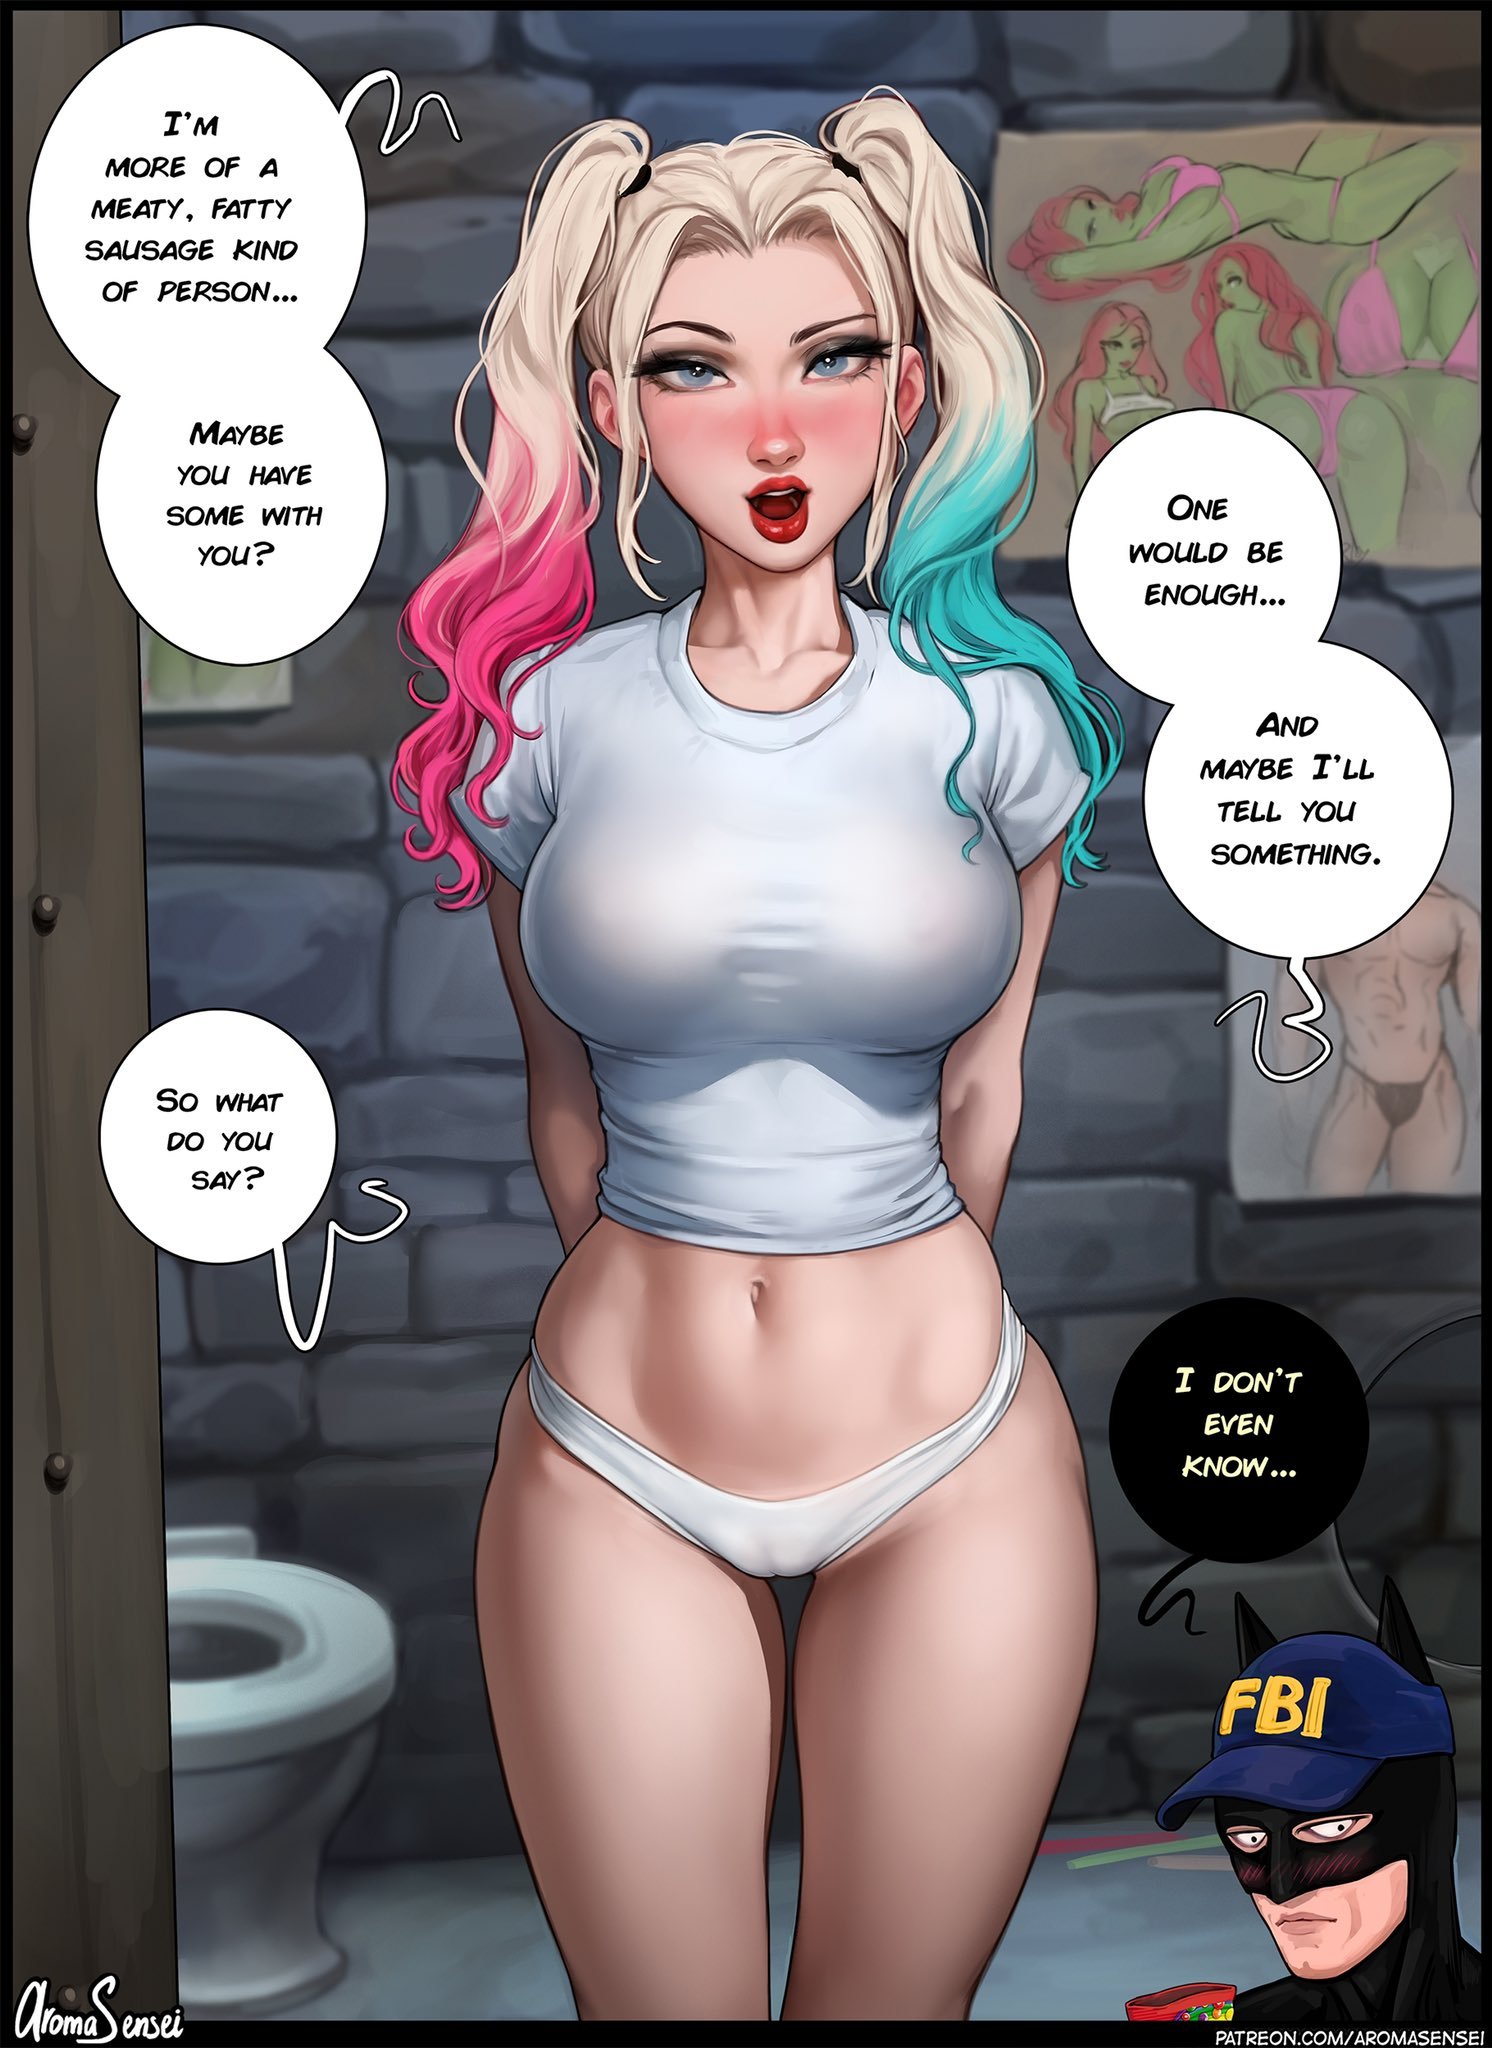 I'M
MORE OF A
MEATY, FATTY
SAUSAGE KIND
OF PERSON...
MAYBE
YOU HAVE
SOME WITH
YOU?
ONE
WOULD BE
ENOUGH...
AND
MAYBE I'LL
TELL YOU
SOMETHING.
SO WHAT
DO YOU
SAY?
I DON'T
EVEN
KNOW...
FBI
AromaSensei
PATREON.COM/AROMASENSEI